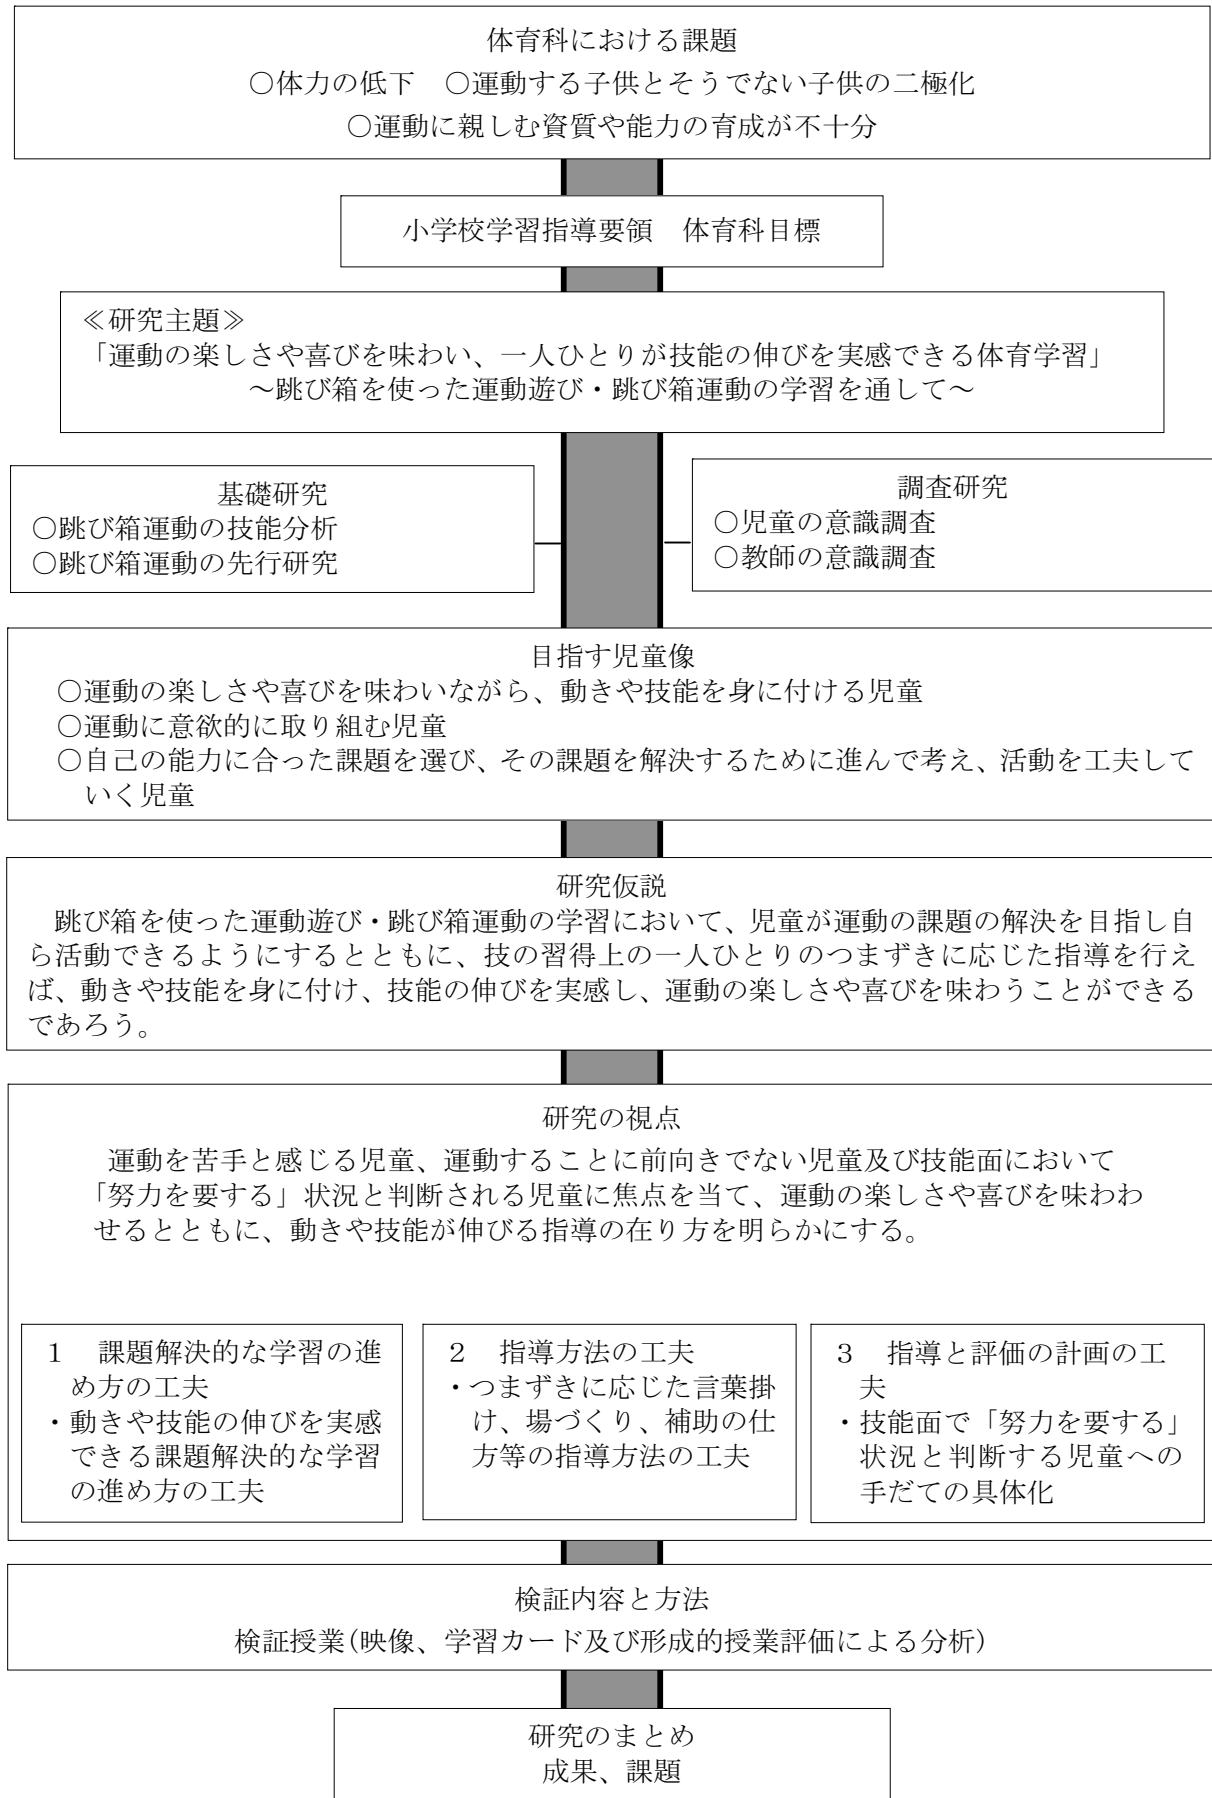 体育科における課題
○体力の低下　○運動する子供とそうでない子供の二極化
○運動に親しむ資質や能力の育成が不十分
小学校学習指導要領　体育科目標
≪研究主題≫
「運動の楽しさや喜びを味わい、一人ひとりが技能の伸びを実感できる体育学習」
～跳び箱を使った運動遊び・跳び箱運動の学習を通して～
基礎研究
○跳び箱運動の技能分析
○跳び箱運動の先行研究
調査研究
○児童の意識調査
○教師の意識調査
目指す児童像
○運動の楽しさや喜びを味わいながら、動きや技能を身に付ける児童
○運動に意欲的に取り組む児童
○自己の能力に合った課題を選び、その課題を解決するために進んで考え、活動を工夫して
いく児童
研究仮説
跳び箱を使った運動遊び・跳び箱運動の学習において、児童が運動の課題の解決を目指し自
ら活動できるようにするとともに、技の習得上の一人ひとりのつまずきに応じた指導を行え
ば、動きや技能を身に付け、技能の伸びを実感し、運動の楽しさや喜びを味わうことができる
であろう。
研究の視点
運動を苦手と感じる児童、運動することに前向きでない児童及び技能面において
「努力を要する」状況と判断される児童に焦点を当て、運動の楽しさや喜びを味わわ
せるとともに、動きや技能が伸びる指導の在り方を明らかにする。
１　課題解決的な学習の進
め方の工夫
・動きや技能の伸びを実感
できる課題解決的な学習
の進め方の工夫
２　指導方法の工夫
・つまずきに応じた言葉掛
け、場づくり、補助の仕
方等の指導方法の工夫
３　指導と評価の計画の工
夫
・技能面で「努力を要する」
状況と判断する児童への
手だての具体化
検証内容と方法
検証授業(映像、学習カード及び形成的授業評価による分析)
研究のまとめ
成果、課題